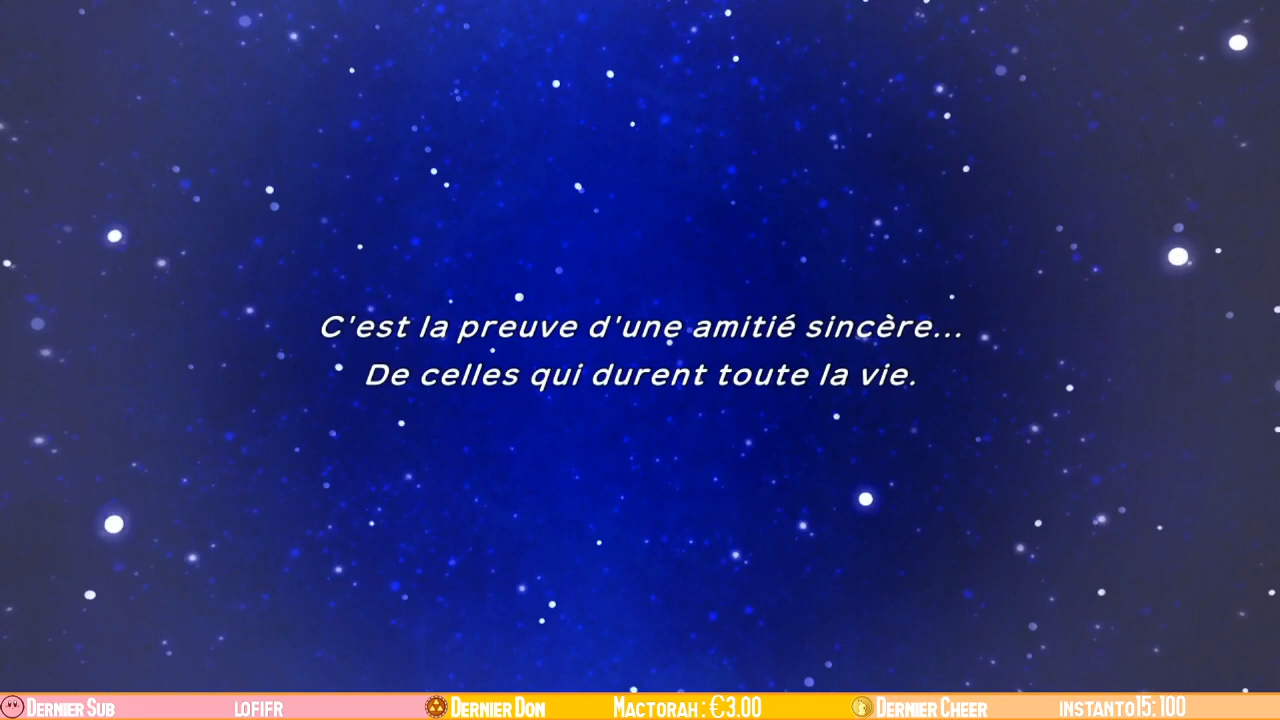 C'est la preuve d'une amitié sincère...
De celles qui durent toute la vie.
Dernier Sub lofifr Dernier Don Mactorah : €3.00 Dernier Cheer instanto15: 100